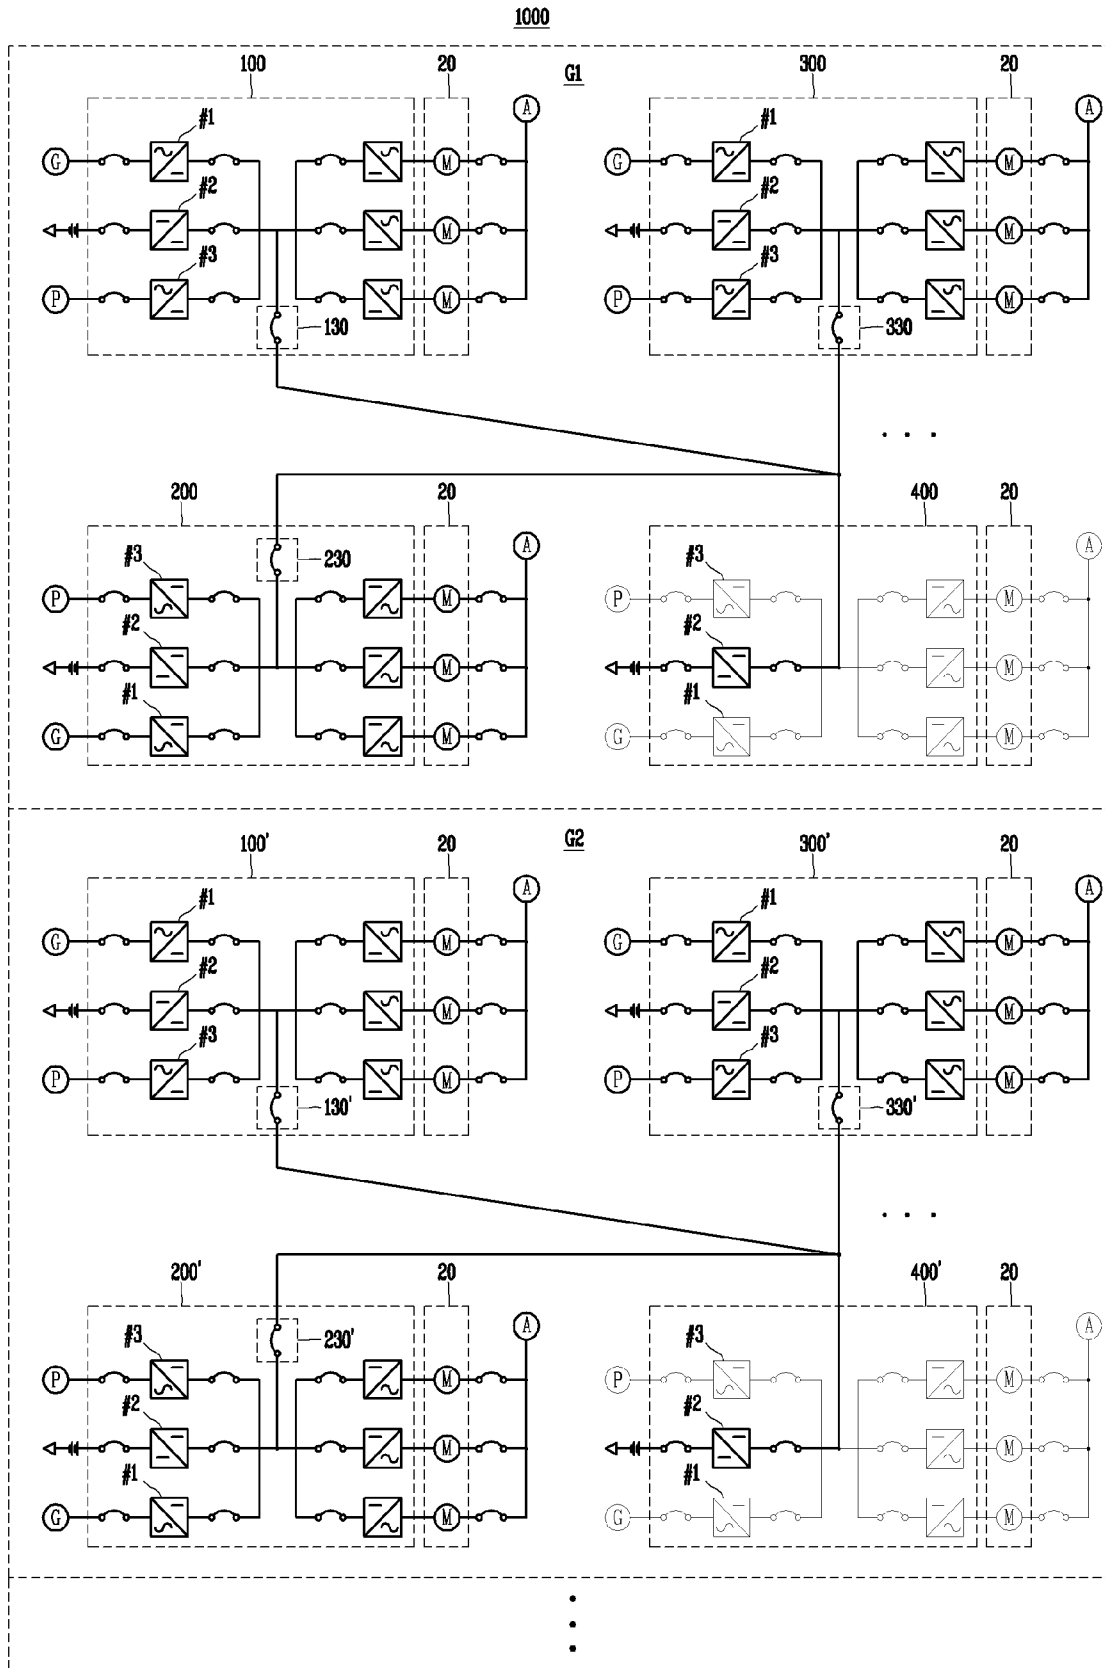 1000
100 20 G1 300 20
A A
#1 #1
G M G M
#2 #2
M M
#3 #3
P M P M
130 330
. . .
200 20 400 20
230
A A
#3 #3
P M P M
#2 #2
M M
#1 #1
G M G M
100' 20 G2 300' 20
A A
#1 #1
G M G M
#2 #2
M M
#3 #3
P M P M
130' 330'
. . .
200' 20 400' 20
230'
A A
#3 #3
P M P M
#2 #2
M M
#1 #1
G M G M